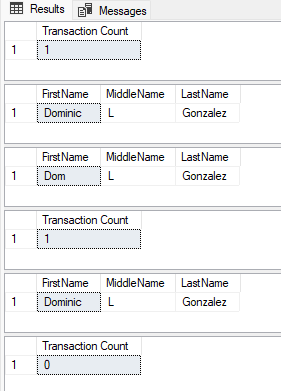 Results Messages
Transaction Count
1 1
FirstName MiddleName LastName
1 Dominic L Gonzalez
FirstName MiddleName LastName
1 Dom L Gonzalez
Transaction Count
1 1
FirstName MiddleName LastName
1 Dominic L Gonzalez
Transaction Count
1 0